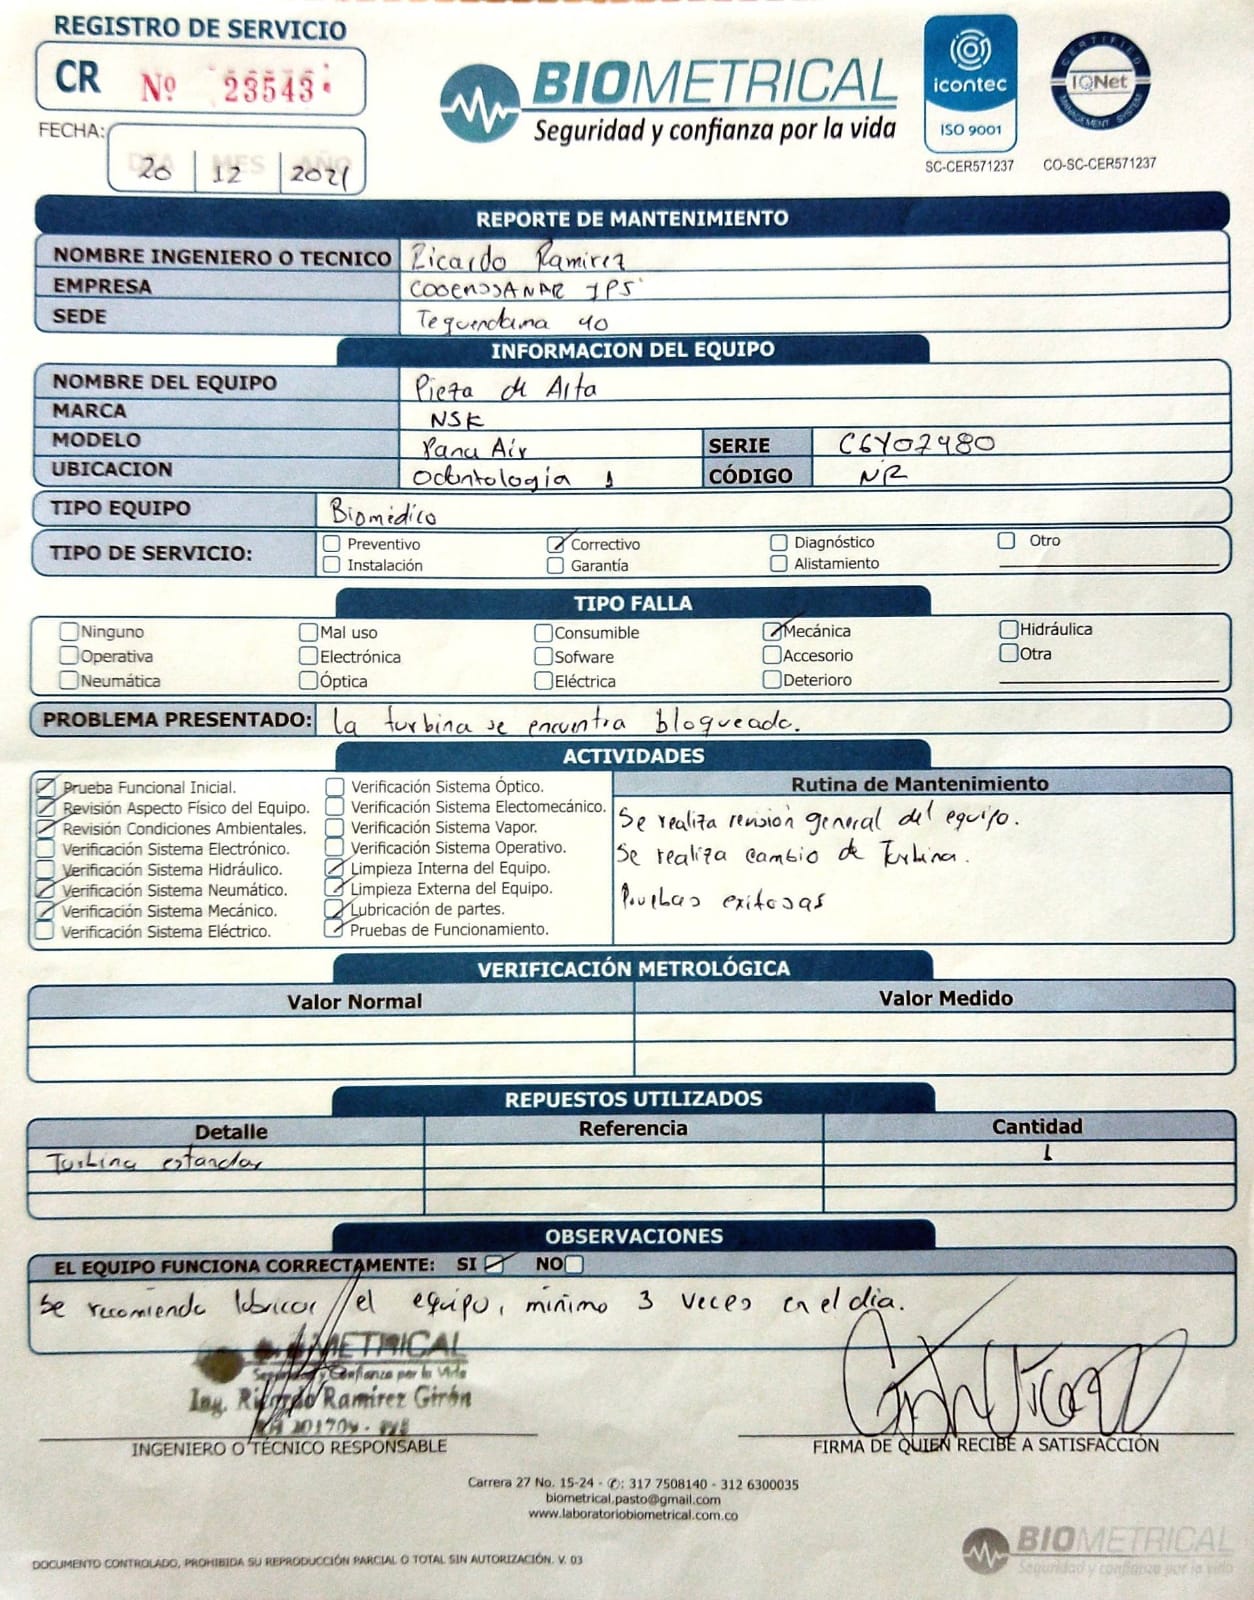 REGISTRO DE SERVICIO
CR Nº 23543
BIOMETRICAL
Seguridad y confianza por la vida
icontec
ISO 9001
SC-CER571237
CERTIFIED
IQNet
MANAGEMENT SYSTEM
CO-SC-CER571237
FECHA: DIA MES AÑO
20 12 2021
REPORTE DE MANTENIMIENTO
NOMBRE INGENIERO O TECNICO Ricardo Ramirez
EMPRESA COOEMSSANAR IPS
SEDE Tequendama 40
INFORMACION DEL EQUIPO
NOMBRE DEL EQUIPO Pieza de Alta
MARCA NSK
MODELO Pana Air SERIE C6Y07480
UBICACION Odontologia 1 CÓDIGO NR
TIPO EQUIPO Biomédico
TIPO DE SERVICIO: Preventivo Correctivo Diagnóstico Otro
Instalación Garantía Alistamiento
TIPO FALLA
Ninguno Mal uso Consumible Mecánica Hidráulica
Operativa Electrónica Sofware Accesorio Otra
Neumática Óptica Eléctrica Deterioro
PROBLEMA PRESENTADO: la turbina se encuntra bloqueada.
ACTIVIDADES
Prueba Funcional Inicial. Verificación Sistema Óptico. Rutina de Mantenimiento
Revisión Aspecto Físico del Equipo. Verificación Sistema Electomecánico. Se realiza revisión general del equipo.
Revisión Condiciones Ambientales. Verificación Sistema Vapor.
Verificación Sistema Electrónico. Verificación Sistema Operativo. Se realiza cambio de Turbina.
Verificación Sistema Hidráulico. Limpieza Interna del Equipo.
Verificación Sistema Neumático. Limpieza Externa del Equipo. Pruebas exitosas
Verificación Sistema Mecánico. Lubricación de partes.
Verificación Sistema Eléctrico. Pruebas de Funcionamiento.
VERIFICACIÓN METROLÓGICA
Valor Normal Valor Medido
REPUESTOS UTILIZADOS
Detalle Referencia Cantidad
Turbina estandar 1
OBSERVACIONES
EL EQUIPO FUNCIONA CORRECTAMENTE: SI NO
Se recomienda lubricar el equipo, mínimo 3 veces en el dia.
BIOMETRICAL
Seguridad y Confianza por la Vida
Ing. Ricardo Ramirez Girón
INGENIERO O TÉCNICO RESPONSABLE
FIRMA DE QUIEN RECIBE A SATISFACCIÓN
Carrera 27 No. 15-24 - ✆: 317 7508140 - 312 6300035
biometrical.pasto@gmail.com
www.laboratoriobiometrical.com.co
BIOMETRICAL
Seguridad y confianza por la vida
DOCUMENTO CONTROLADO, PROHIBIDA SU REPRODUCCIÓN PARCIAL O TOTAL SIN AUTORIZACIÓN. V. 03